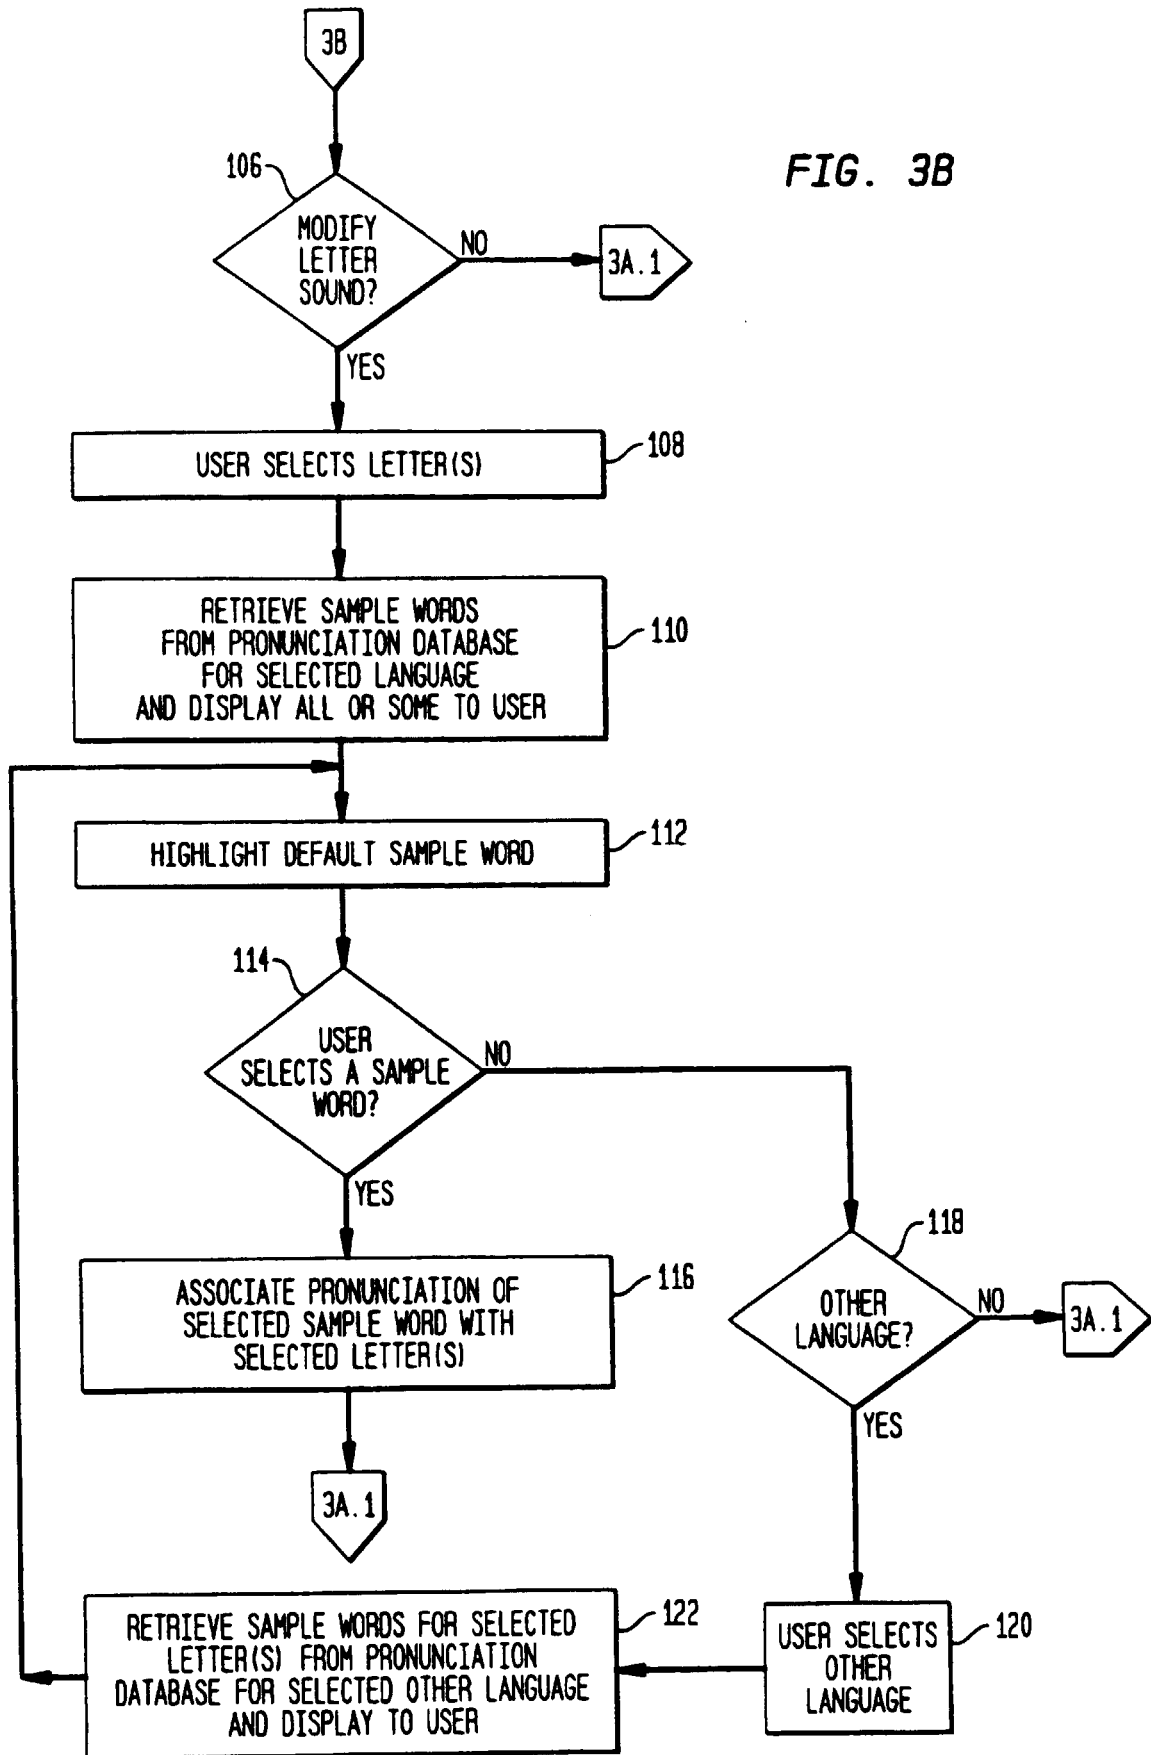 3B
FIG. 3B
106
MODIFY
LETTER
SOUND?
NO
3A.1
YES
USER SELECTS LETTER(S)
108
RETRIEVE SAMPLE WORDS
FROM PRONUNCIATION DATABASE
FOR SELECTED LANGUAGE
AND DISPLAY ALL OR SOME TO USER
110
HIGHLIGHT DEFAULT SAMPLE WORD
112
114
USER
SELECTS A SAMPLE
WORD?
NO
YES
ASSOCIATE PRONUNCIATION OF
SELECTED SAMPLE WORD WITH
SELECTED LETTER(S)
116
3A.1
118
OTHER
LANGUAGE?
NO
3A.1
YES
USER SELECTS
OTHER
LANGUAGE
120
RETRIEVE SAMPLE WORDS FOR SELECTED
LETTER(S) FROM PRONUNCIATION
DATABASE FOR SELECTED OTHER LANGUAGE
AND DISPLAY TO USER
122